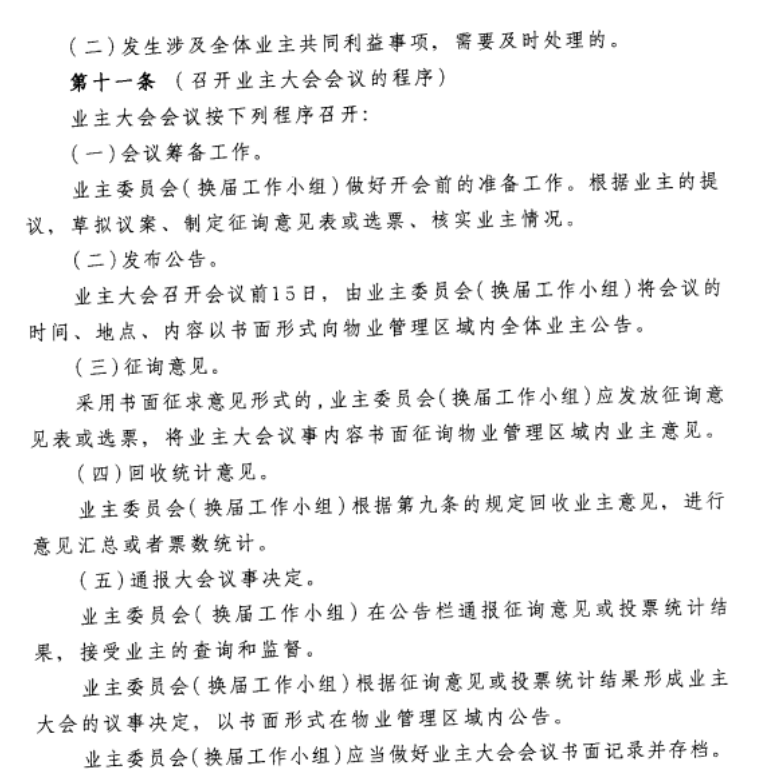 (二)发生涉及全体业主共同利益事项，需要及时处理的。
第十一条 (召开业主大会会议的程序)
业主大会会议按下列程序召开:
(一)会议筹备工作。
业主委员会(换届工作小组)做好开会前的准备工作。根据业主的提
议，草拟议案、制定征询意见表或选票、核实业主情况。
(二)发布公告。
业主大会召开会议前15日，由业主委员会(换届工作小组)将会议的
时间、地点、内容以书面形式向物业管理区域内全体业主公告。
(三)征询意见。
采用书面征求意见形式的,业主委员会(换届工作小组)应发放征询意
见表或选票，将业主大会议事内容书面征询物业管理区域内业主意见。
(四)回收统计意见。
业主委员会(换届工作小组)根据第九条的规定回收业主意见，进行
意见汇总或者票数统计。
(五)通报大会议事决定。
业主委员会(换届工作小组)在公告栏通报征询意见或投票统计结
果，接受业主的查询和监督。
业主委员会(换届工作小组)根据征询意见或投票统计结果形成业主
大会的议事决定，以书面形式在物业管理区域内公告。
业主委员会(换届工作小组)应当做好业主大会会议书面记录并存档。